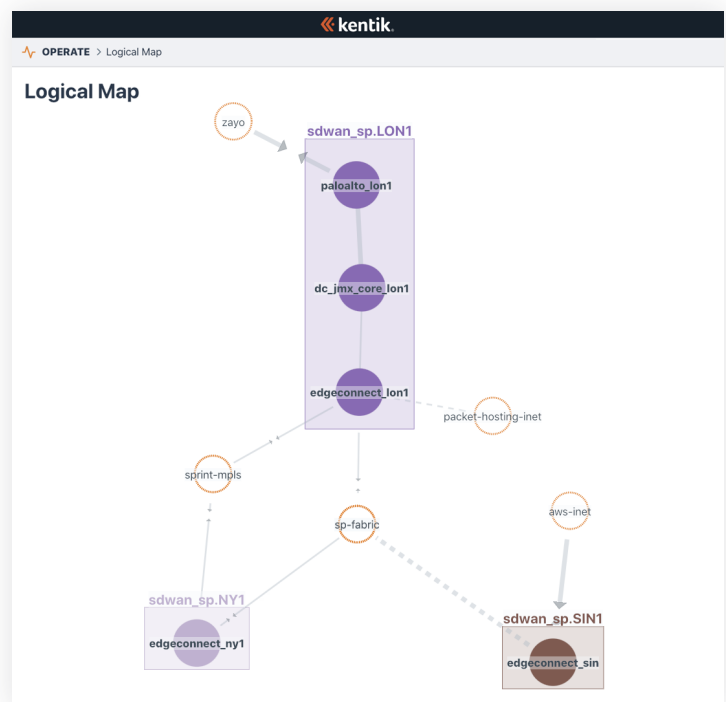 kentik.
OPERATE > Logical Map
Logical Map
zayo
sdwan_sp.LON1
paloalto_lon1
dc_jmx_core_lon1
edgeconnect_lon1
packet-hosting-inet
sprint-mpls
aws-inet
sp-fabric
sdwan_sp.NY1
edgeconnect_ny1
sdwan_sp.SIN1
edgeconnect_sin